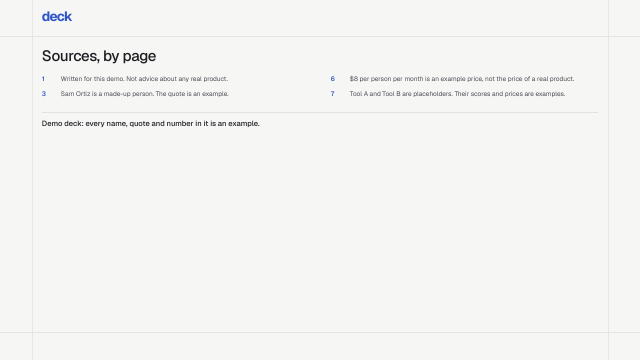 deck
Sources, by page
1 Written for this demo. Not advice about any real product.
3 Sam Ortiz is a made-up person. The quote is an example.
6 $8 per person per month is an example price, not the price of a real product.
7 Tool A and Tool B are placeholders. Their scores and prices are examples.
Demo deck: every name, quote and number in it is an example.